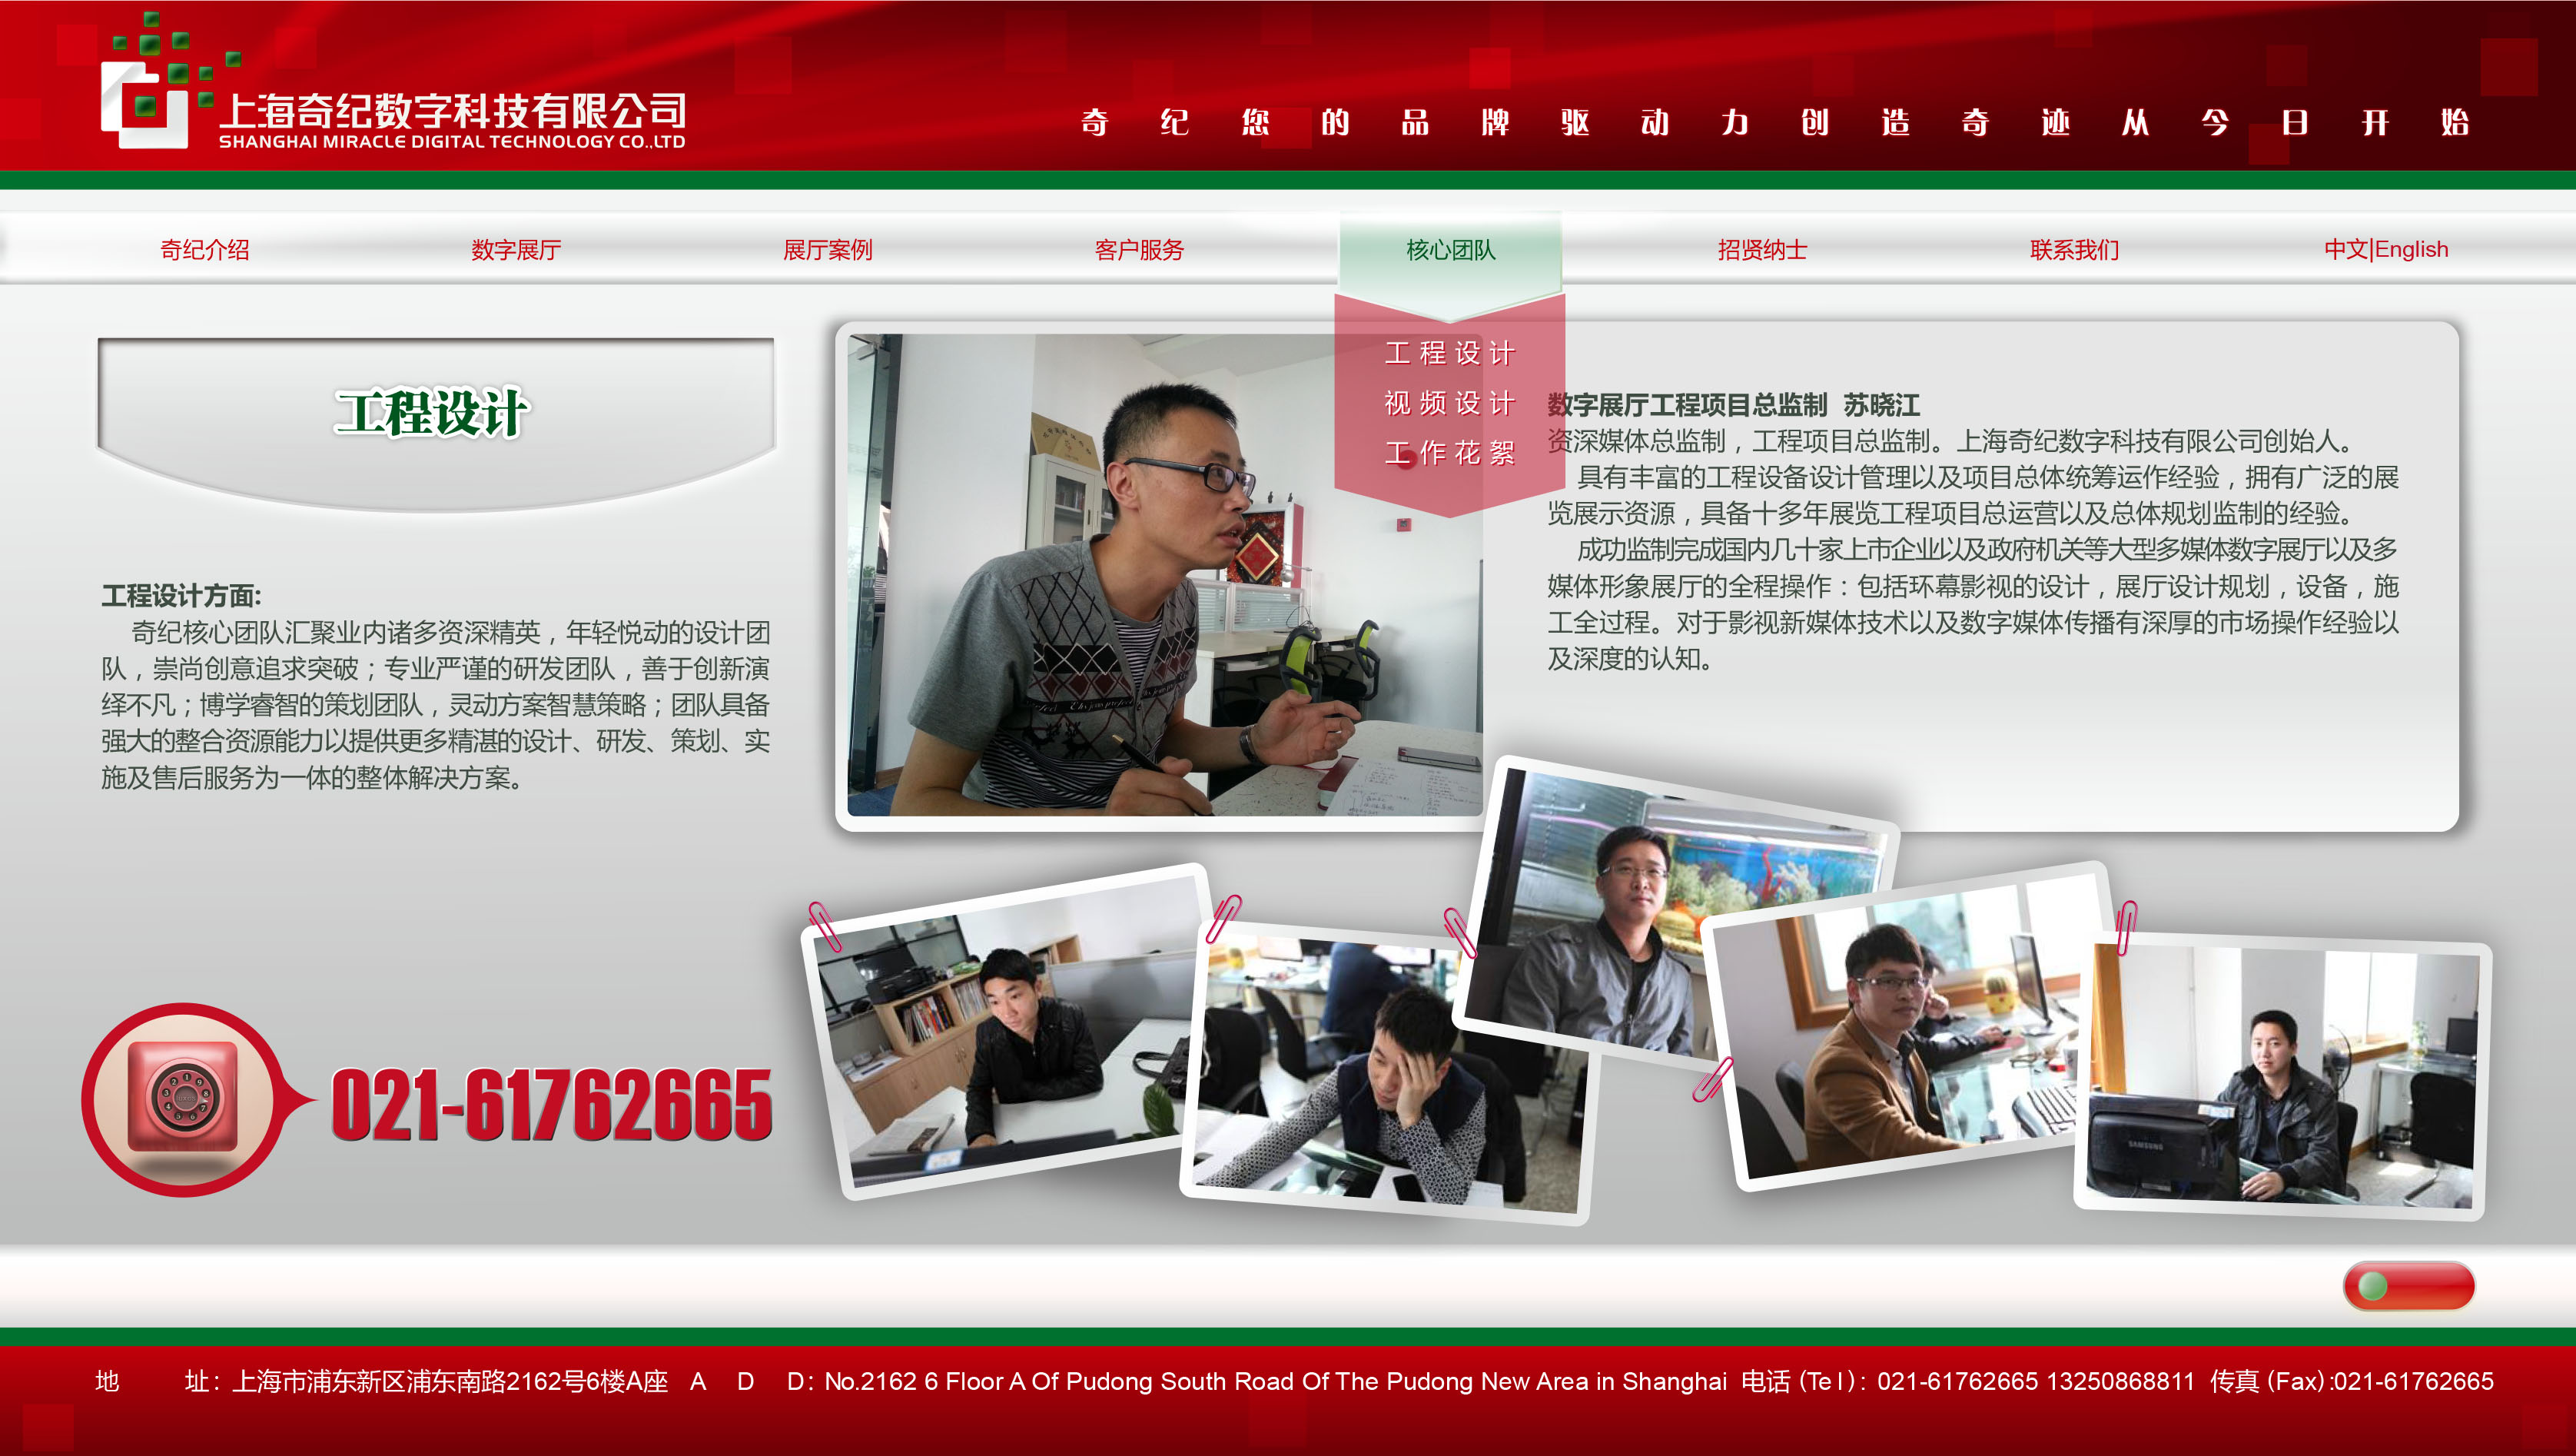 上海奇纪数字科技有限公司
SHANGHAI MIRACLE DIGITAL TECHNOLOGY CO.,LTD
奇纪您的品牌驱动力创造奇迹从今日开始
奇纪介绍 数字展厅 展厅案例 客户服务 核心团队 招贤纳士 联系我们 中文|English
工程设计
视频设计
工作花絮
工程设计
工程设计方面:
奇纪核心团队汇聚业内诸多资深精英，年轻悦动的设计团
队，崇尚创意追求突破；专业严谨的研发团队，善于创新演
绎不凡；博学睿智的策划团队，灵动方案智慧策略；团队具备
强大的整合资源能力以提供更多精湛的设计、研发、策划、实
施及售后服务为一体的整体解决方案。
数字展厅工程项目总监制 苏晓江
资深媒体总监制，工程项目总监制。上海奇纪数字科技有限公司创始人。
具有丰富的工程设备设计管理以及项目总体统筹运作经验，拥有广泛的展
览展示资源，具备十多年展览工程项目总运营以及总体规划监制的经验。
成功监制完成国内几十家上市企业以及政府机关等大型多媒体数字展厅以及多
媒体形象展厅的全程操作：包括环幕影视的设计，展厅设计规划，设备，施
工全过程。对于影视新媒体技术以及数字媒体传播有深厚的市场操作经验以
及深度的认知。
021-61762665
SAMSUNG
地 址：上海市浦东新区浦东南路2162号6楼A座 A D D：No.2162 6 Floor A Of Pudong South Road Of The Pudong New Area in Shanghai 电话（Tel）：021-61762665 13250868811 传真（Fax）:021-61762665